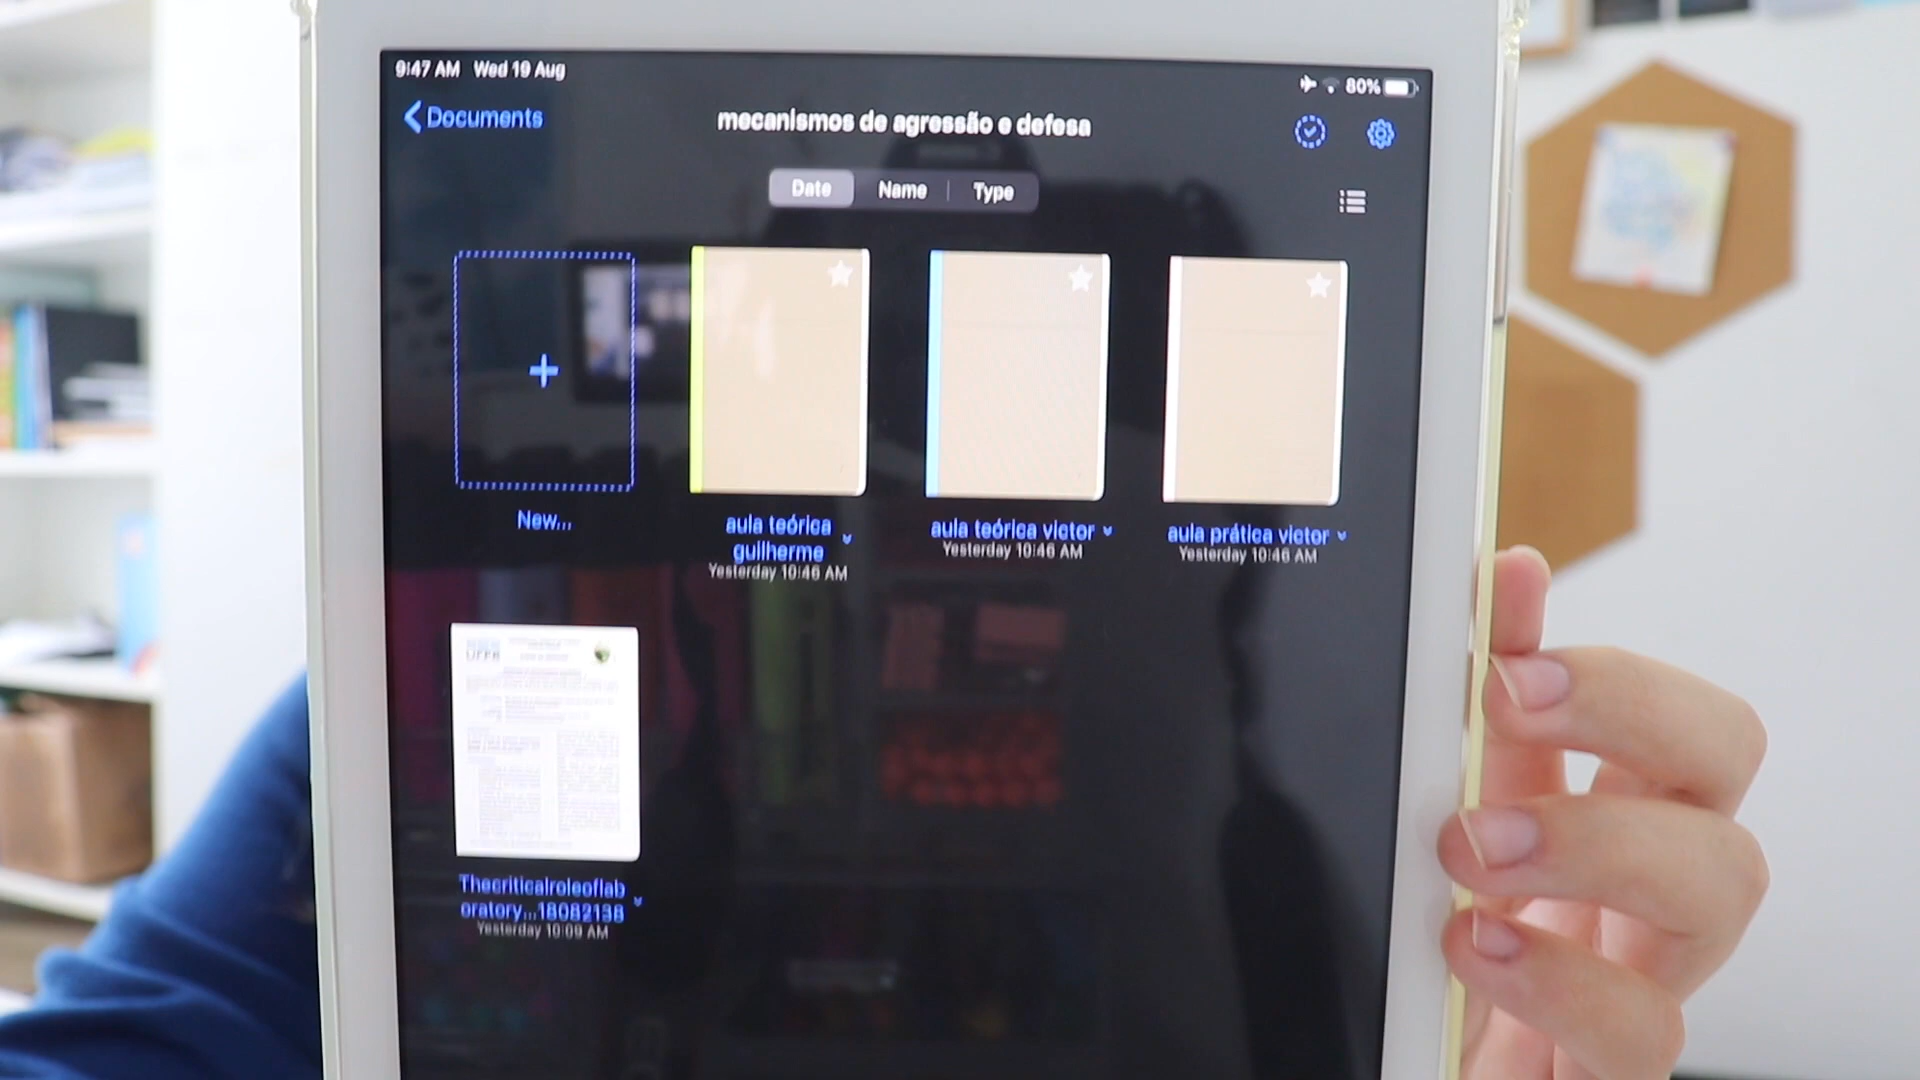 9:47 AM Wed 19 Aug
80%
Documents
mecanismos de agressão e defesa
Date Name Type
New...
aula teórica
guilherme
Yesterday 10:46 AM
aula teórica victor
Yesterday 10:46 AM
aula prática victor
Yesterday 10:46 AM
UFPR
Thecriticalroleoflab
oratory...18082138
Yesterday 10:09 AM